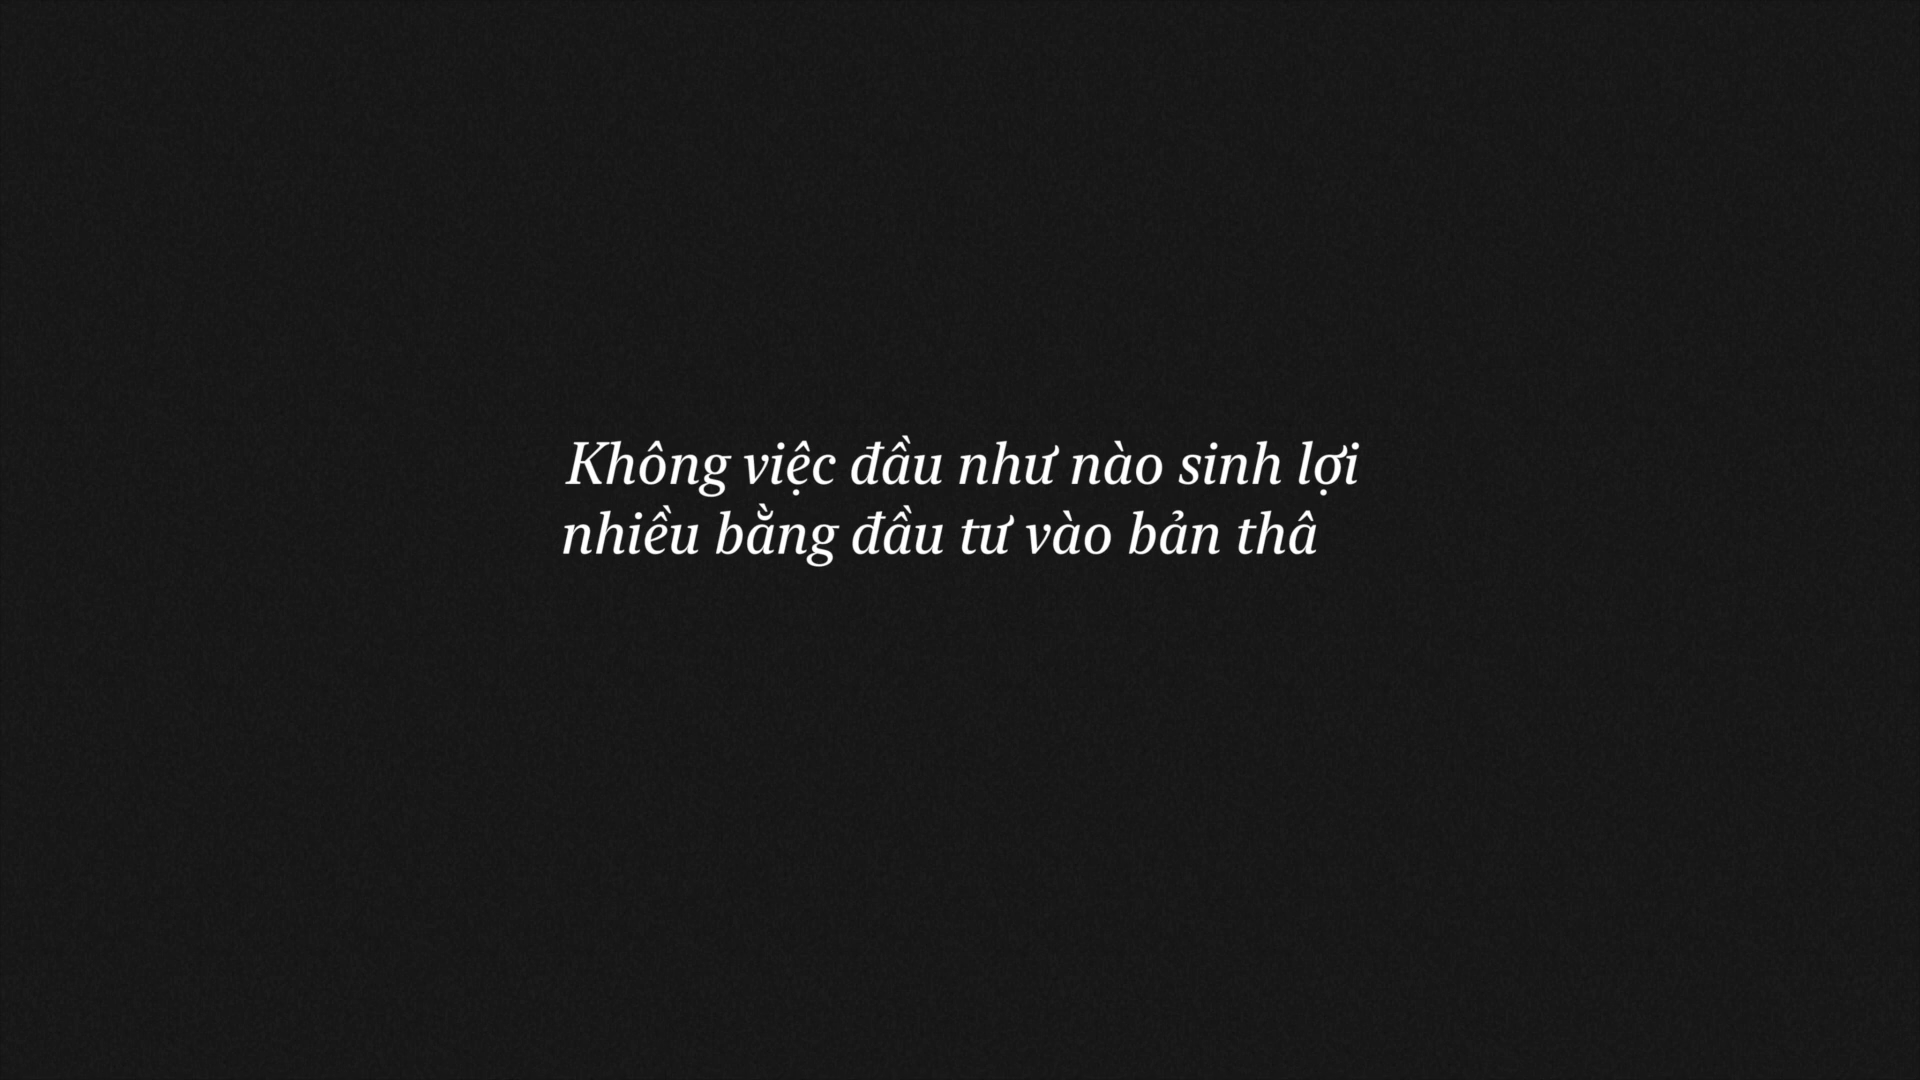 Không việc đầu như nào sinh lợi
nhiều bằng đầu tư vào bản thâ